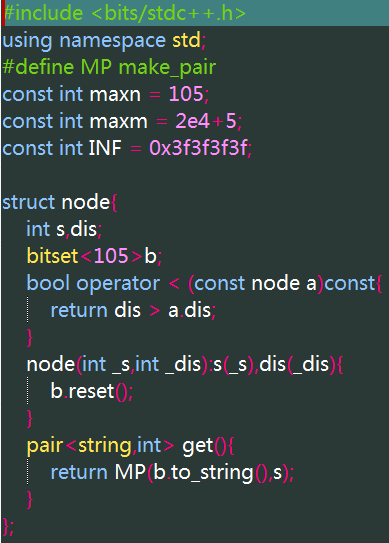 #include <bits/stdc++.h>
using namespace std;
#define MP make_pair
const int maxn = 105;
const int maxm = 2e4+5;
const int INF = 0x3f3f3f3f;

struct node{
    int s,dis;
    bitset<105>b;
    bool operator < (const node a)const{
        return dis > a.dis;
    }
    node(int _s,int _dis):s(_s),dis(_dis){
        b.reset();
    }
    pair<string,int> get(){
        return MP(b.to_string(),s);
    }
};